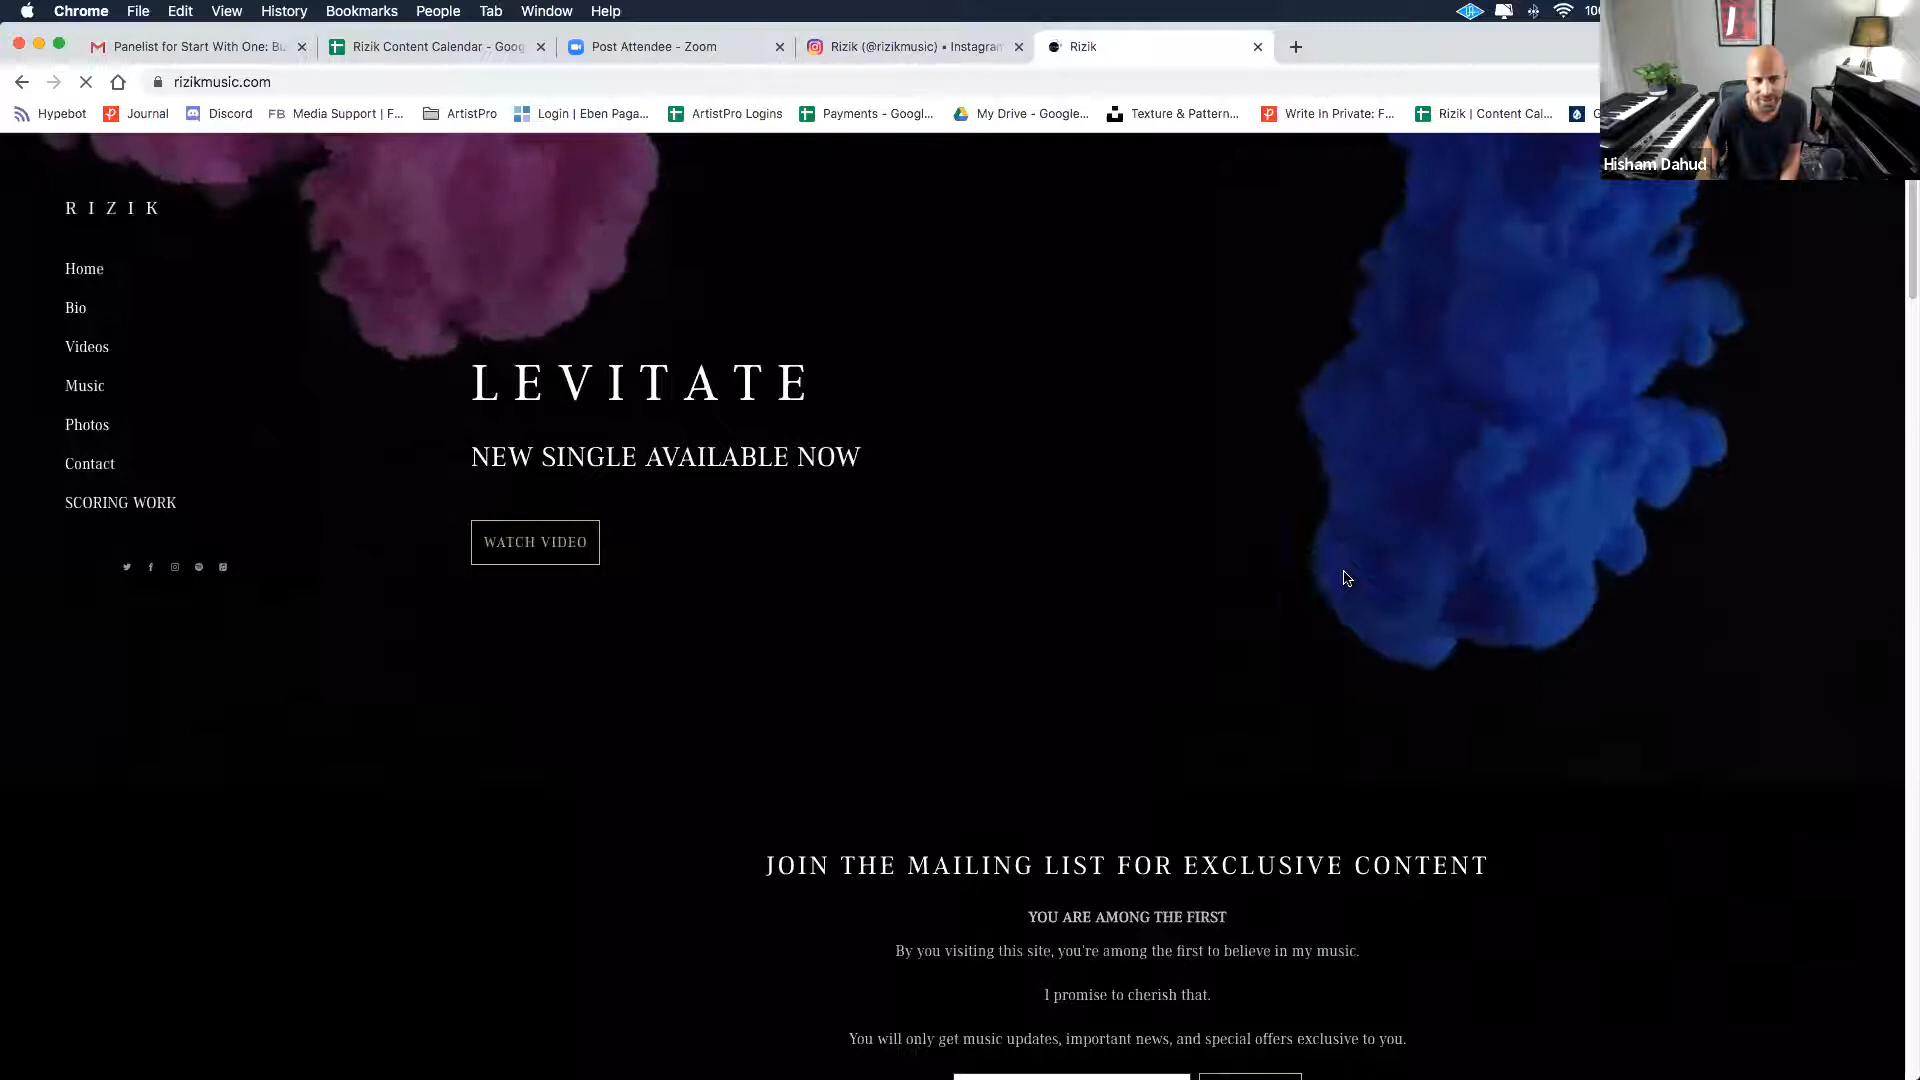 Chrome File Edit View History Bookmarks People Tab Window Help
Panelist for Start With One: Bu
Rizik Content Calendar - Goog
Post Attendee - Zoom
Rizik (@rizikmusic) • Instagram
Rizik
rizikmusic.com
Hypebot
Journal
Discord
FB Media Support | F...
ArtistPro
Login | Eben Paga...
ArtistPro Logins
Payments - Googl...
My Drive - Google...
Texture & Pattern...
Write In Private: F...
Rizik | Content Cal...
Hisham Dahud
RIZIK
Home
Bio
Videos
Music
Photos
Contact
SCORING WORK
LEVITATE
NEW SINGLE AVAILABLE NOW
WATCH VIDEO
JOIN THE MAILING LIST FOR EXCLUSIVE CONTENT
YOU ARE AMONG THE FIRST
By you visiting this site, you're among the first to believe in my music.
I promise to cherish that.
You will only get music updates, important news, and special offers exclusive to you.